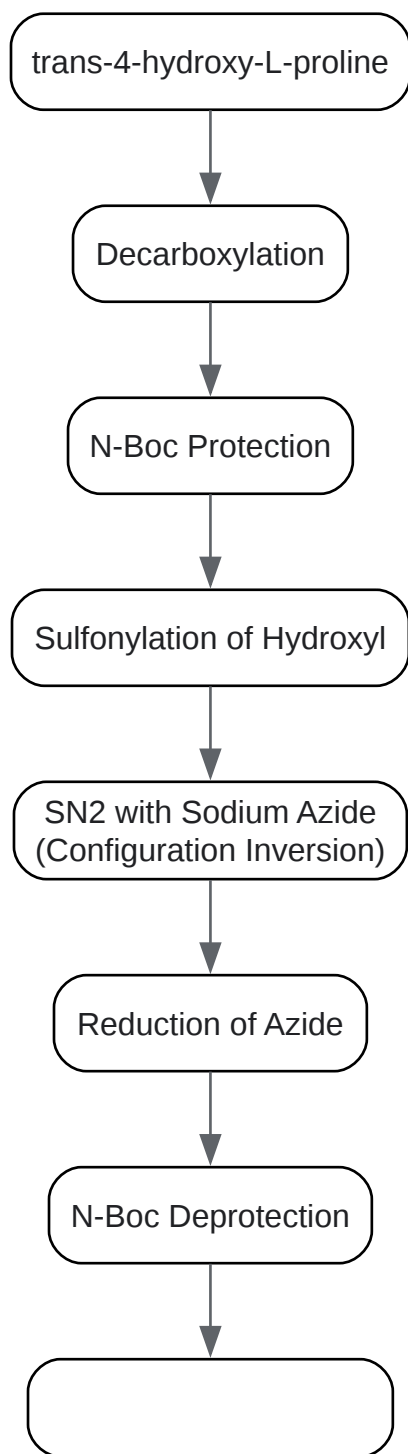 trans-4-hydroxy-L-proline
Decarboxylation
N-Boc Protection
Sulfonylation of Hydroxyl
SN2 with Sodium Azide
(Configuration Inversion)
Reduction of Azide
N-Boc Deprotection